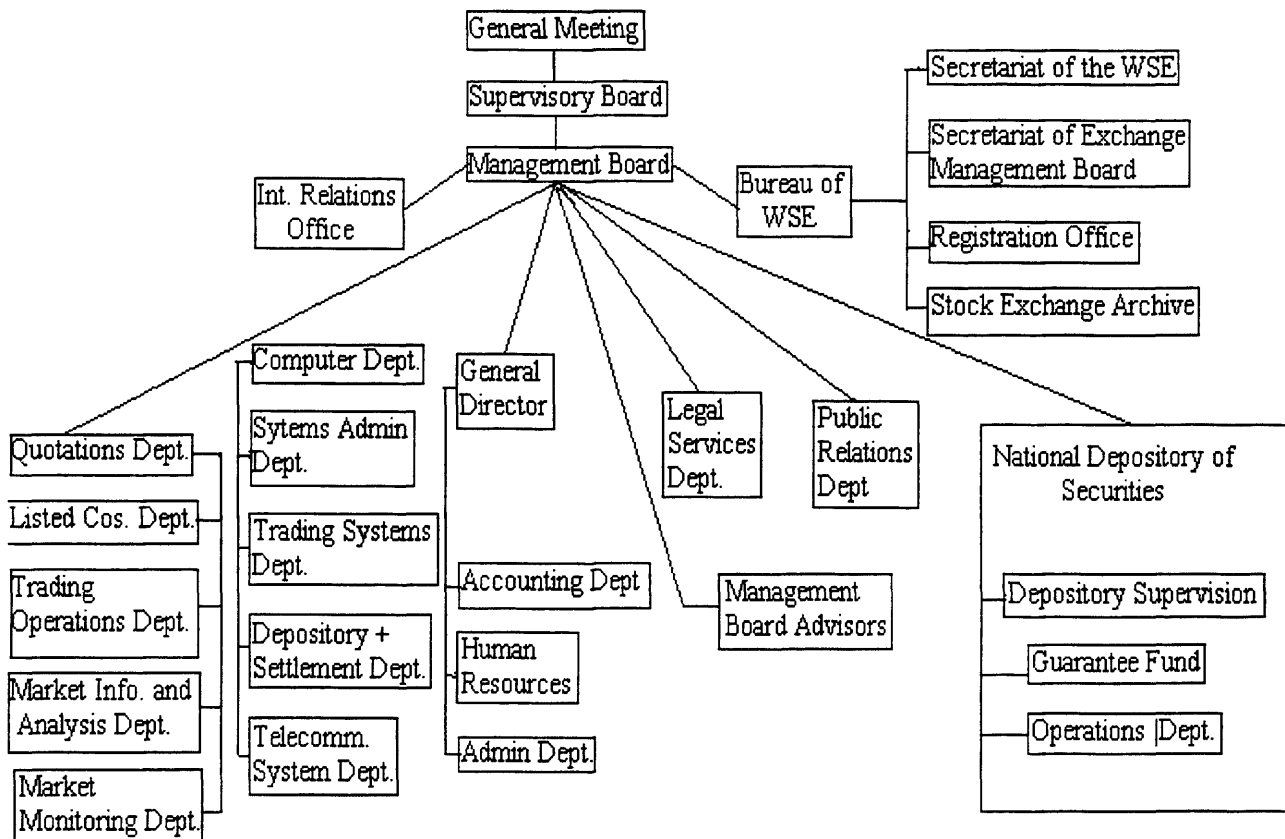 General Meeting
Supervisory Board
Management Board
Int. Relations
Office
Bureau of
WSE
Secretariat of the WSE
Secretariat of Exchange
Management Board
Registration Office
Stock Exchange Archive
Quotations Dept.
Listed Cos. Dept.
Trading
Operations Dept.
Market Info. and
Analysis Dept.
Market
Monitoring Dept.
Computer Dept.
Sytems Admin
Dept.
Trading Systems
Dept.
Depository +
Settlement Dept.
Telecomm.
System Dept.
General
Director
Accounting Dept
Human
Resources
Admin Dept.
Legal
Services
Dept.
Management
Board Advisors
Public
Relations
Dept
National Depository of
Securities
Depository Supervision
Guarantee Fund
Operations |Dept.